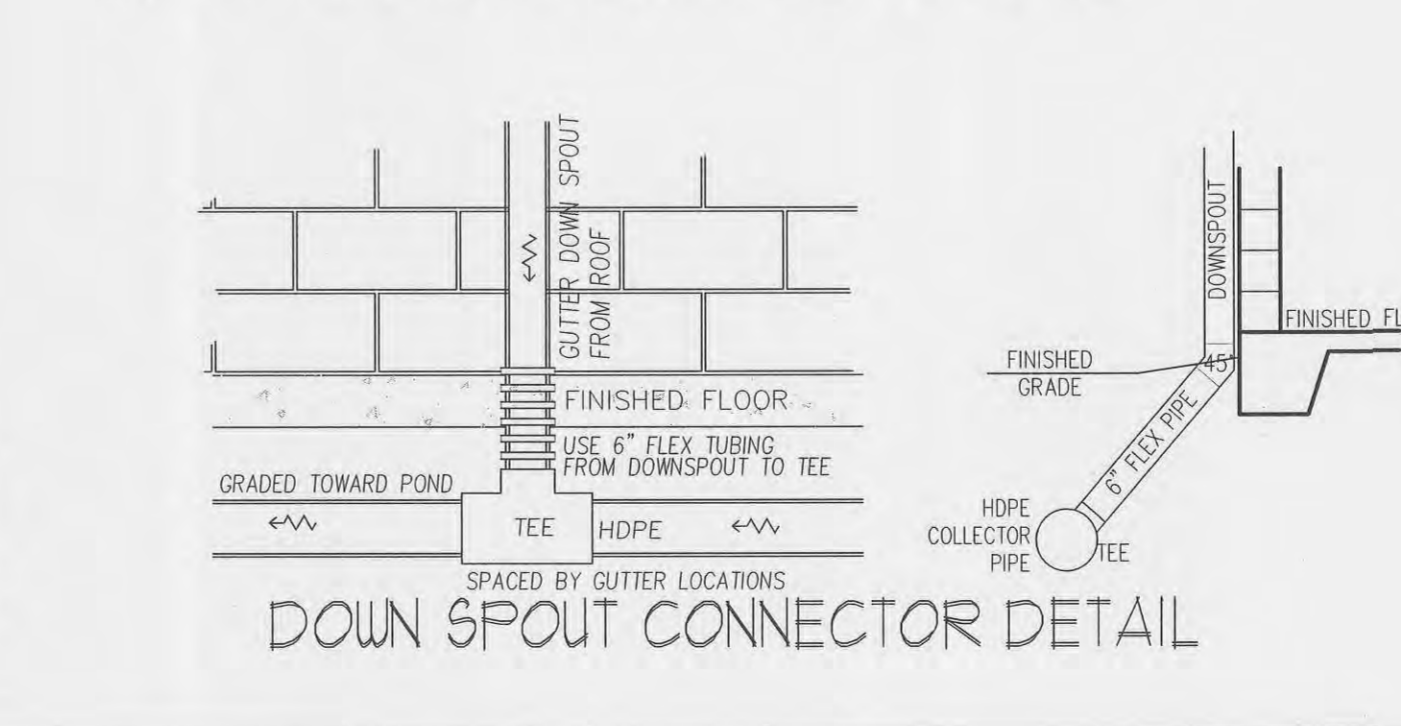 GUTTER DOWN SPOUT
FROM ROOF
FINISHED FLOOR
USE 6" FLEX TUBING
FROM DOWNSPOUT TO TEE
GRADED TOWARD POND
TEE
HDPE
SPACED BY GUTTER LOCATIONS
DOWNSPOUT
FINISHED FL
45°
FINISHED
GRADE
6" FLEX PIPE
HDPE
COLLECTOR
PIPE
TEE
DOWN SPOUT CONNECTOR DETAIL